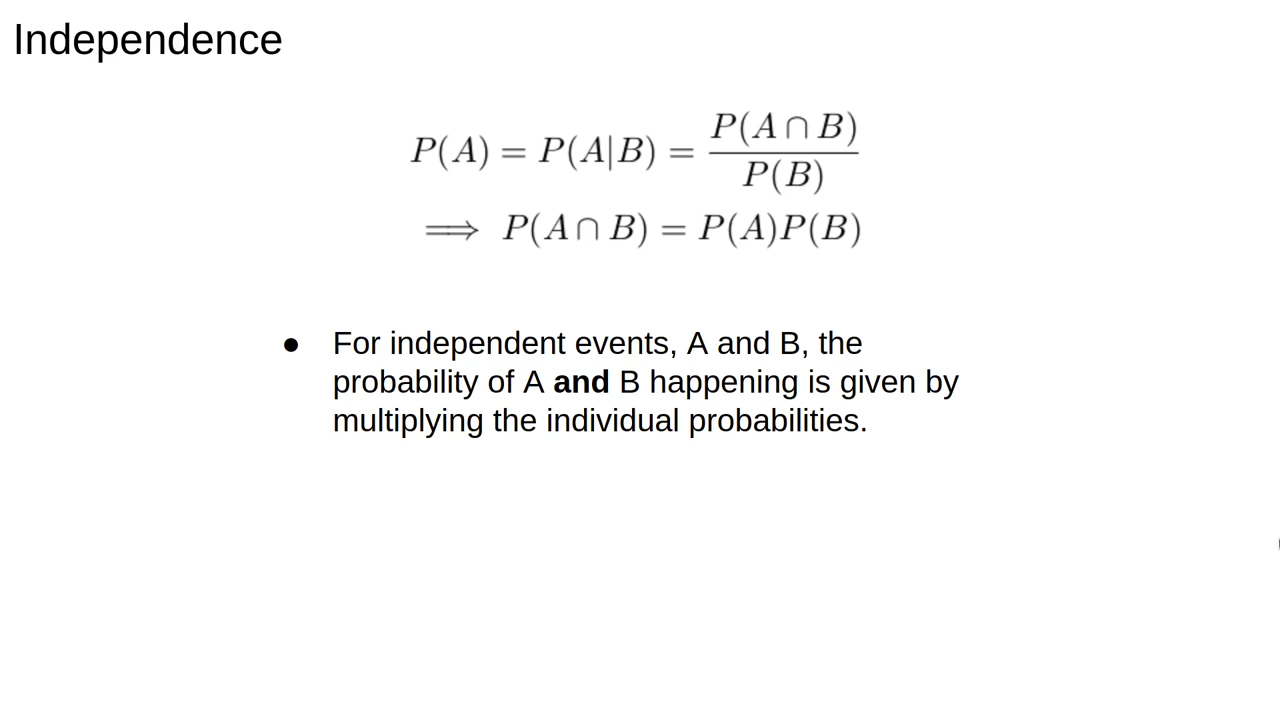 Independence
P(A) = P(A|B) = P(A ∩ B) / P(B)
⟹ P(A ∩ B) = P(A)P(B)
● For independent events, A and B, the
probability of A and B happening is given by
multiplying the individual probabilities.